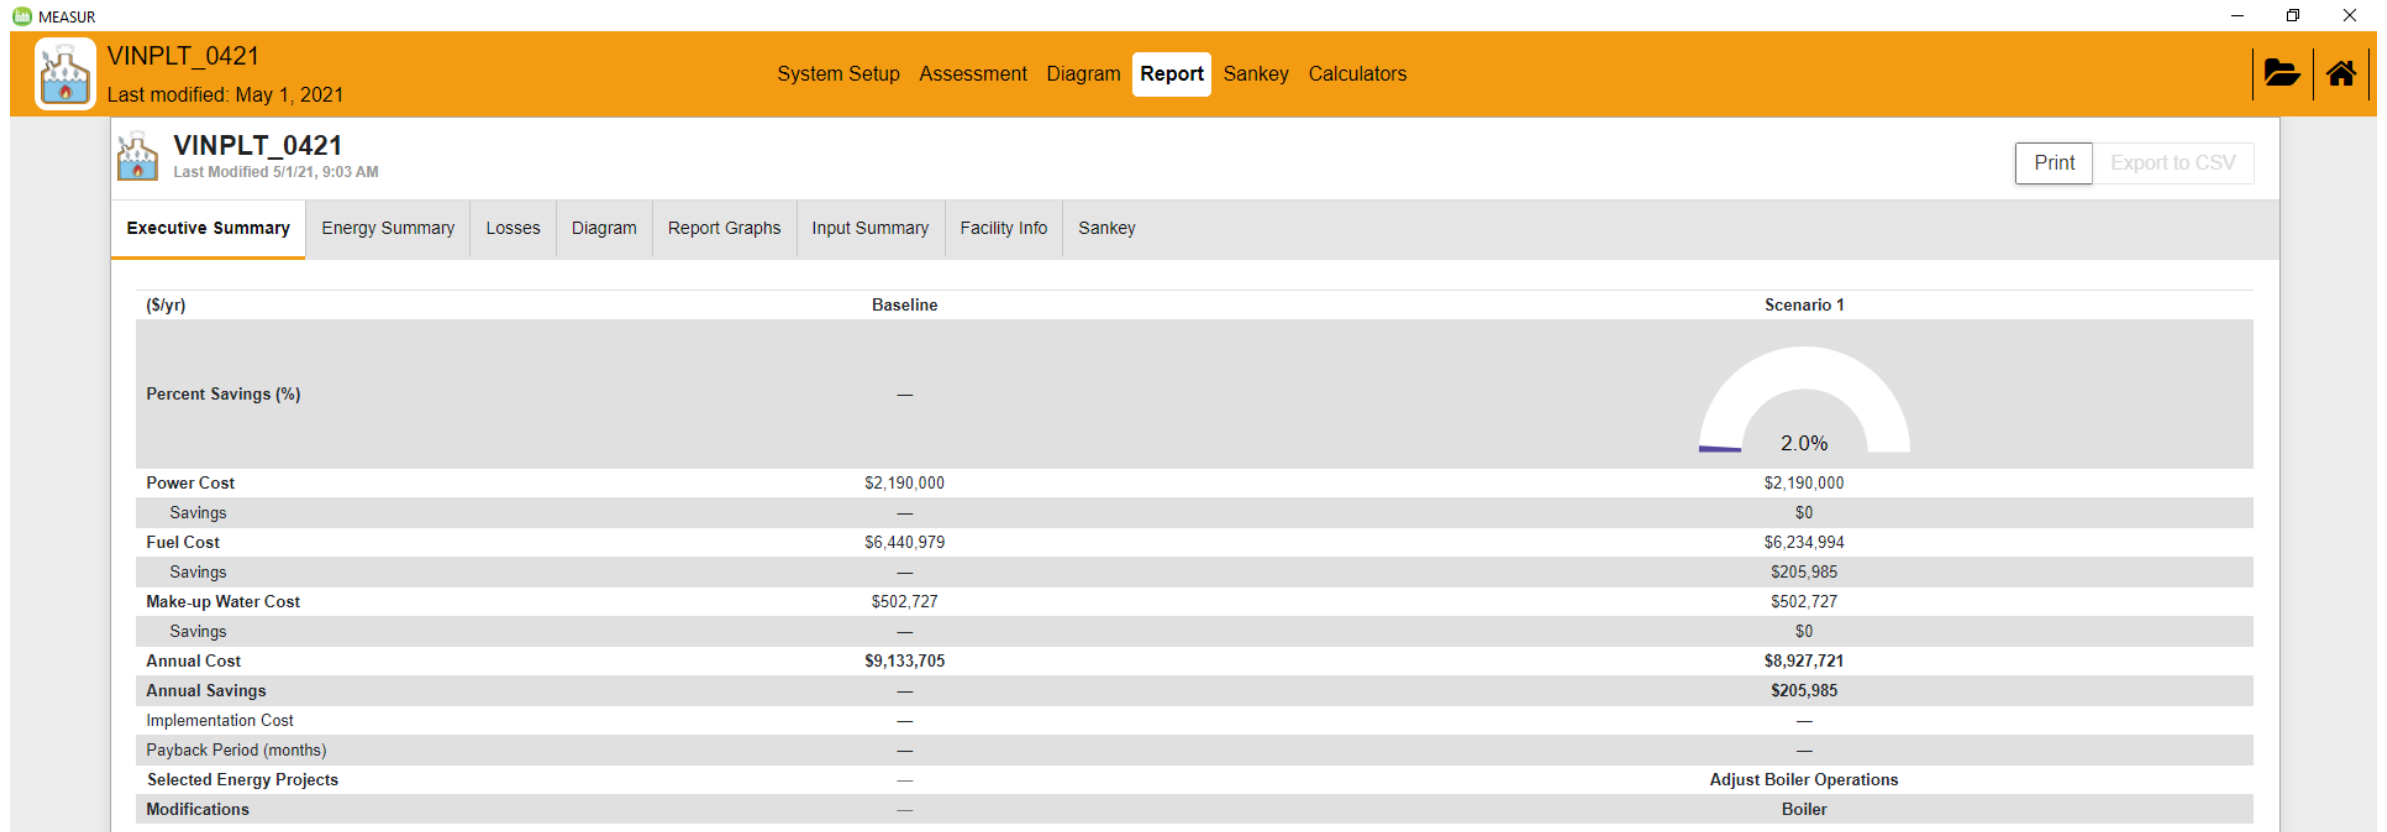 MEASUR
VINPLT_0421
Last modified: May 1, 2021
System Setup Assessment Diagram Report Sankey Calculators
VINPLT_0421
Last Modified 5/1/21, 9:03 AM
Print Export to CSV
Executive Summary Energy Summary Losses Diagram Report Graphs Input Summary Facility Info Sankey
($/yr) Baseline Scenario 1
Percent Savings (%) — 2.0%
Power Cost $2,190,000 $2,190,000
Savings — $0
Fuel Cost $6,440,979 $6,234,994
Savings — $205,985
Make-up Water Cost $502,727 $502,727
Savings — $0
Annual Cost $9,133,705 $8,927,721
Annual Savings — $205,985
Implementation Cost — —
Payback Period (months) — —
Selected Energy Projects — Adjust Boiler Operations
Modifications — Boiler